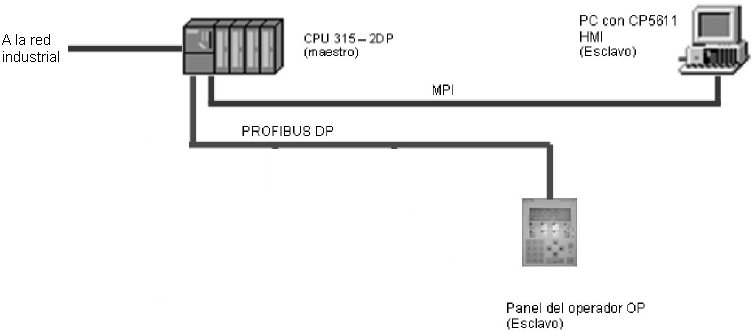 A la red
industrial
CPU 315 – 2DP
(maestro)
PC con CP5611
HMI
(Esclavo)
MPI
PROFIBUS DP
Panel del operador OP
(Esclavo)